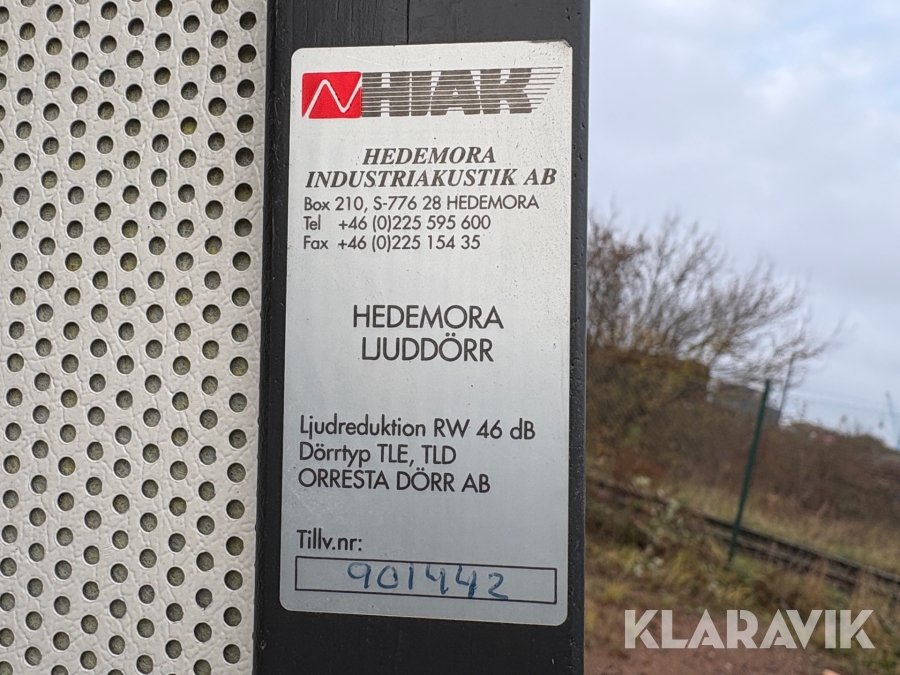 HIAK
HEDEMORA
INDUSTRIAKUSTIK AB
Box 210, S-776 28 HEDEMORA
Tel +46 (0)225 595 600
Fax +46 (0)225 154 35
HEDEMORA
LJUDDÖRR
Ljudreduktion RW 46 dB
Dörrtyp TLE, TLD
ORRESTA DÖRR AB
Tillv.nr:
901442
KLARAVIK